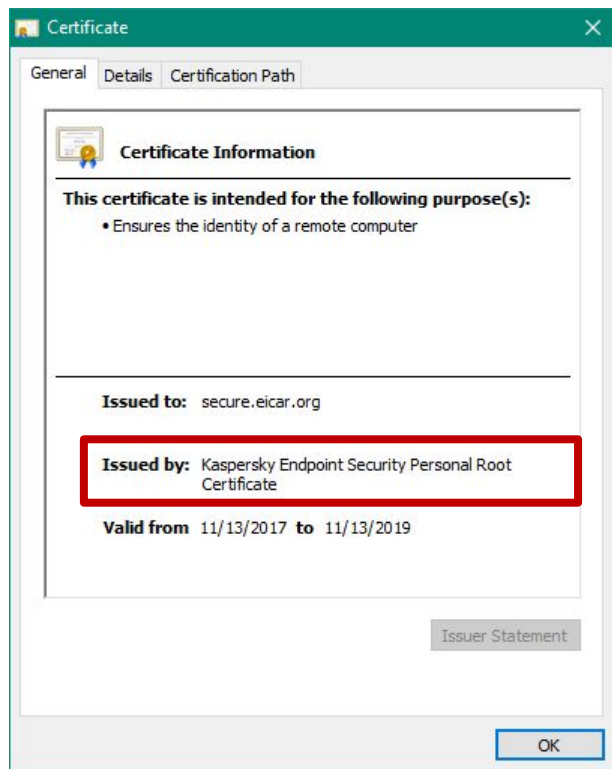 Certificate
General Details Certification Path
Certificate Information
This certificate is intended for the following purpose(s):
• Ensures the identity of a remote computer
Issued to: secure.eicar.org
Issued by: Kaspersky Endpoint Security Personal Root
Certificate
Valid from 11/13/2017 to 11/13/2019
Issuer Statement
OK